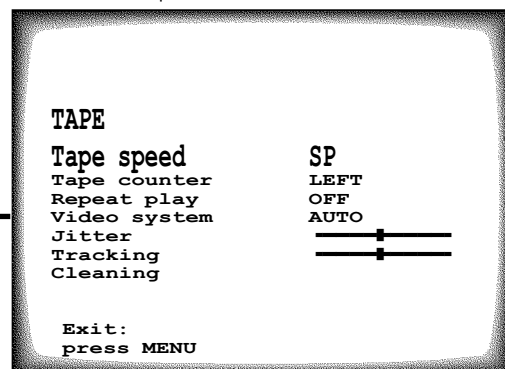 TAPE
Tape speed SP
Tape counter LEFT
Repeat play OFF
Video system AUTO
Jitter
Tracking
Cleaning
Exit:
press MENU